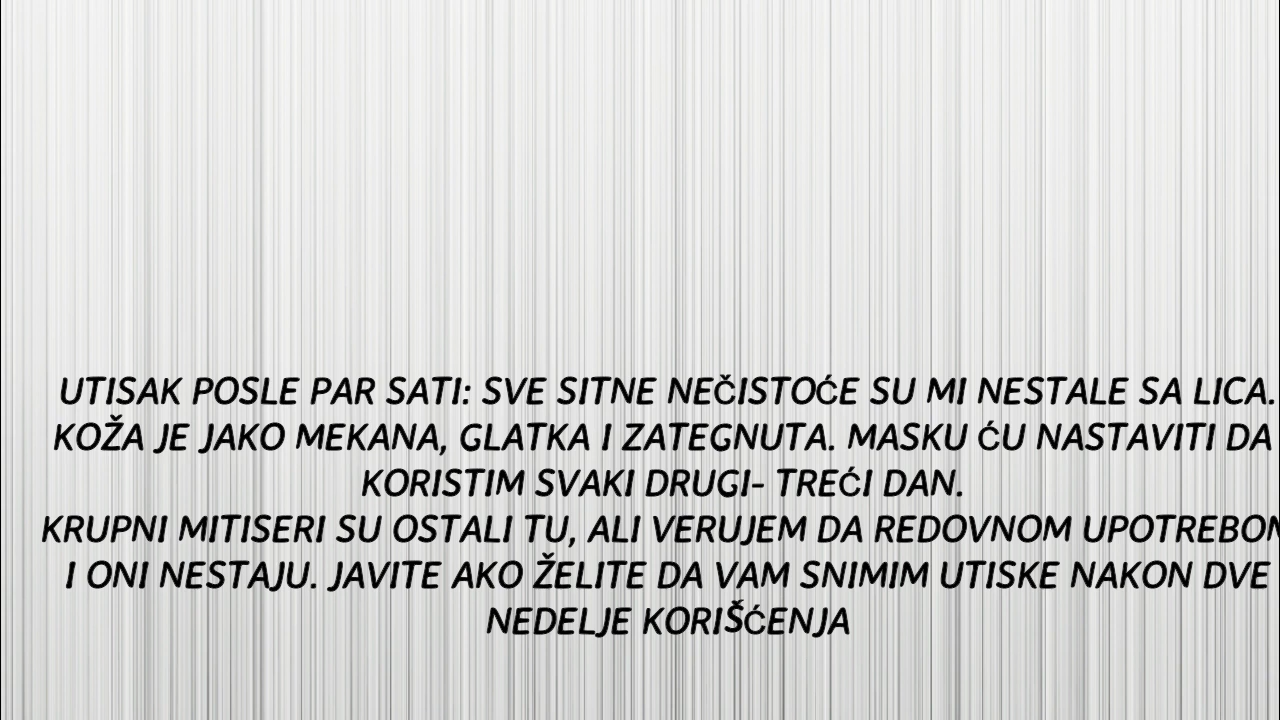 UTISAK POSLE PAR SATI: SVE SITNE NEČISTOĆE SU MI NESTALE SA LICA.
KOŽA JE JAKO MEKANA, GLATKA I ZATEGNUTA. MASKU ĆU NASTAVITI DA
KORISTIM SVAKI DRUGI- TREĆI DAN.
KRUPNI MITISERI SU OSTALI TU, ALI VERUJEM DA REDOVNOM UPOTREBOM
I ONI NESTAJU. JAVITE AKO ŽELITE DA VAM SNIMIM UTISKE NAKON DVE
NEDELJE KORIŠĆENJA